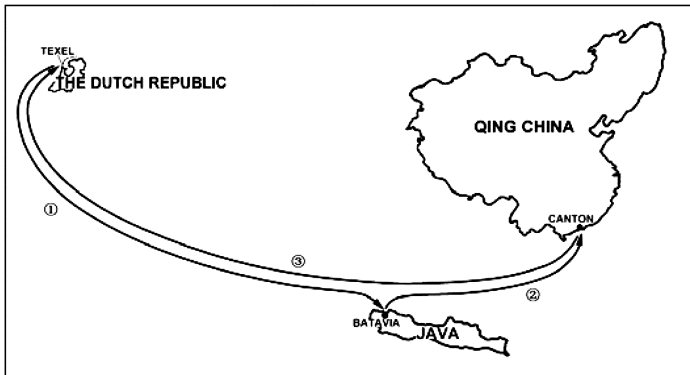 TEXEL
THE DUTCH REPUBLIC
QING CHINA
CANTON
①
③
②
BATAVIA
JAVA